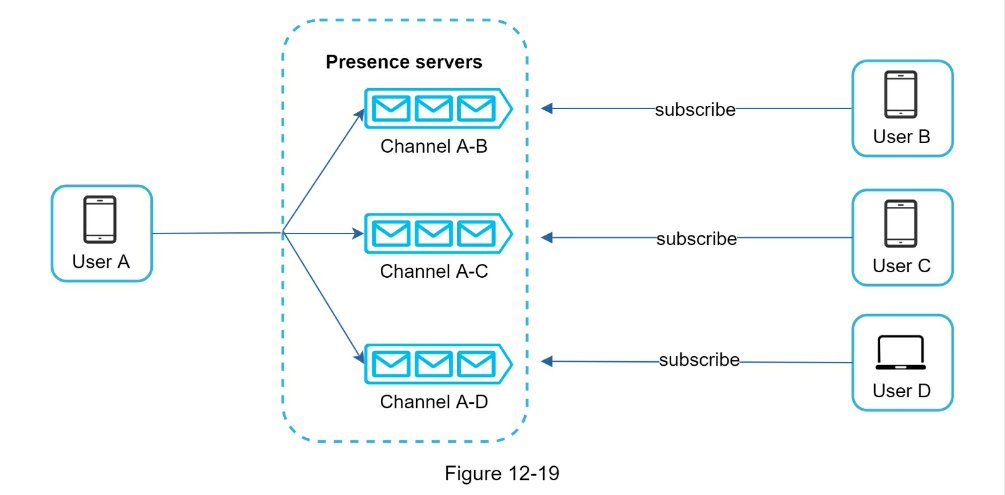 Presence servers
Channel A-B
subscribe
User B
User A
Channel A-C
subscribe
User C
Channel A-D
subscribe
User D
Figure 12-19